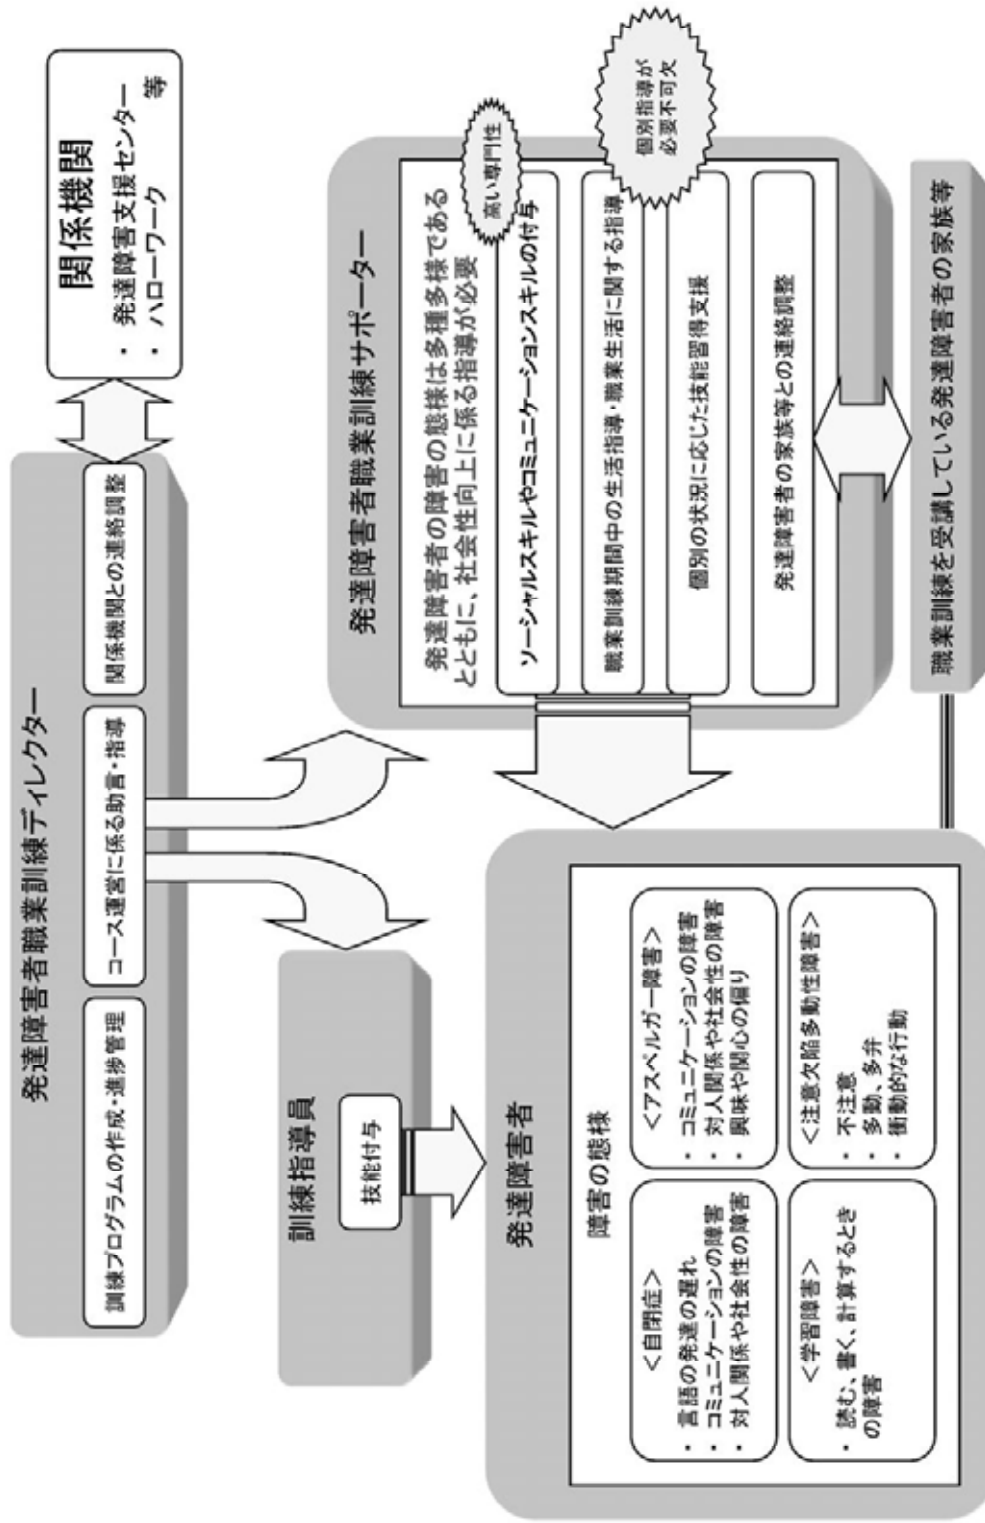 発達障害者職業訓練ディレクター
訓練プログラムの作成・進捗管理
コース運営に係る助言・指導
関係機関との連絡調整
関係機関
・ 発達障害支援センター
・ ハローワーク 等
訓練指導員
技能付与
発達障害者職業訓練サポーター
発達障害者の障害の態様は多種多様である
とともに、社会性向上に係る指導が必要
高い専門性
ソーシャルスキルやコミュニケーションスキルの付与
職業訓練期間中の生活指導・職業生活に関する指導
個別の状況に応じた技能習得支援
発達障害者の家族等との連絡調整
個別指導が
必要不可欠
発達障害者
障害の態様
<自閉症>
・ 言語の発達の遅れ
・ コミュニケーションの障害
・ 対人関係や社会性の障害
<アスペルガー障害>
・ コミュニケーションの障害
・ 対人関係や社会性の障害
・ 興味や関心の偏り
<学習障害>
・ 読む、書く、計算するとき
の障害
<注意欠陥多動性障害>
・ 不注意
・ 多動、多弁
・ 衝動的な行動
職業訓練を受講している発達障害者の家族等